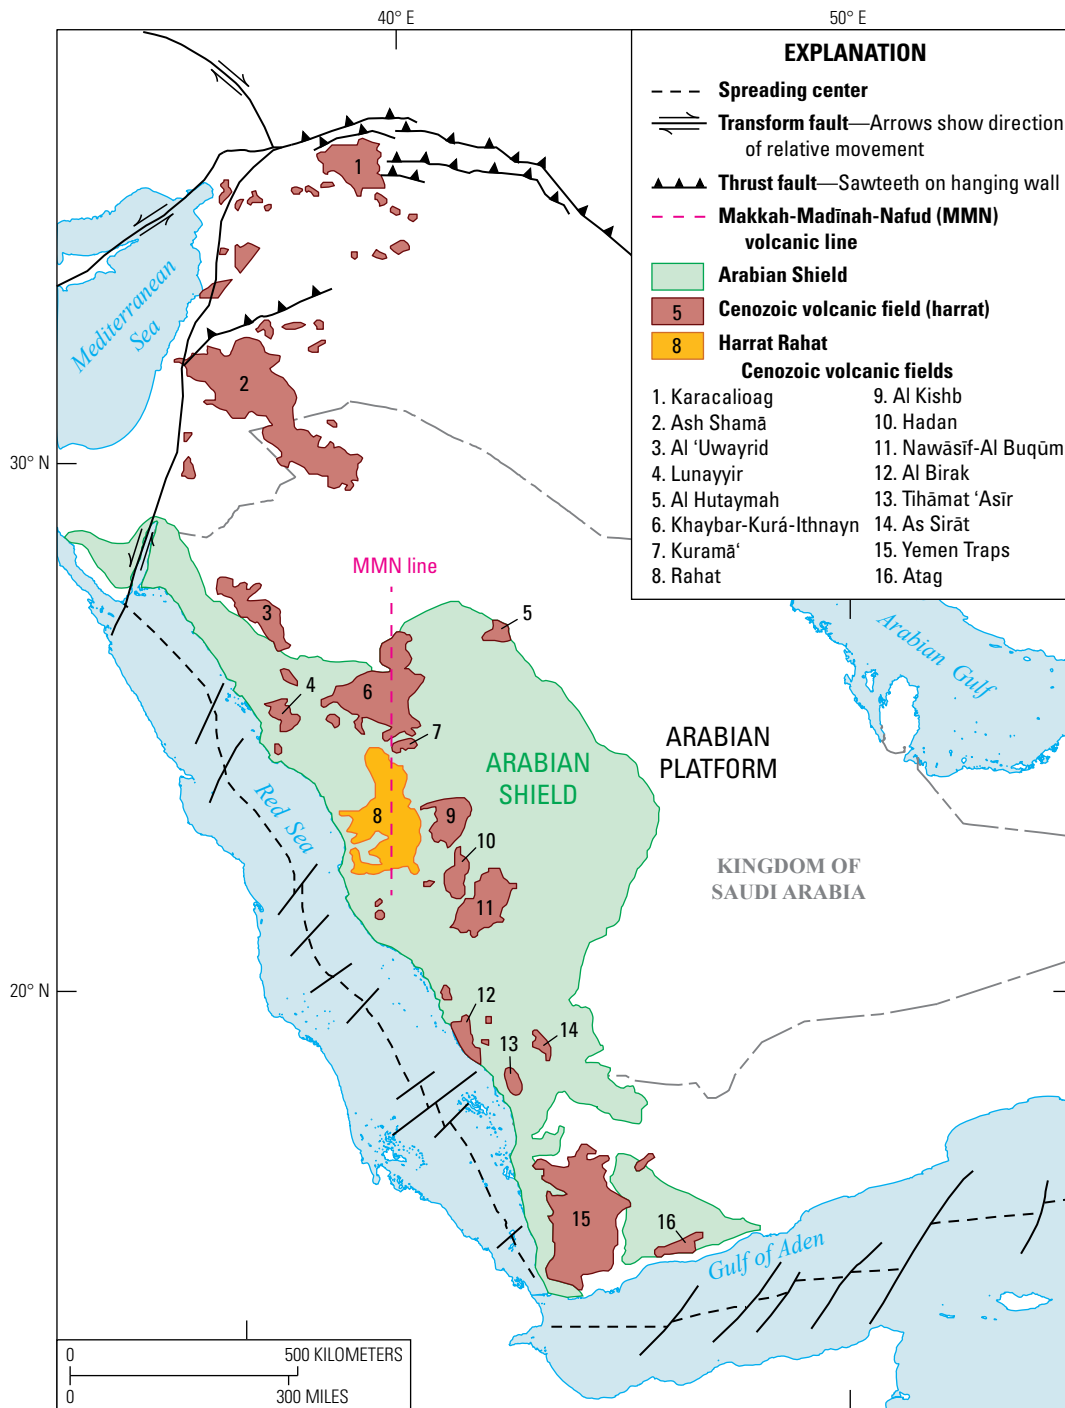 40° E
50° E
EXPLANATION
Spreading center
Transform fault—Arrows show direction
of relative movement
Thrust fault—Sawteeth on hanging wall
Makkah-Madīnah-Nafud (MMN)
volcanic line
Arabian Shield
5 Cenozoic volcanic field (harrat)
8 Harrat Rahat
Cenozoic volcanic fields
1. Karacalioag
2. Ash Shamā
3. Al ‘Uwayrid
4. Lunayyir
5. Al Hutaymah
6. Khaybar-Kurá-Ithnayn
7. Kuramā‘
8. Rahat
9. Al Kishb
10. Hadan
11. Nawāsīf-Al Buqūm
12. Al Birak
13. Tihāmat ‘Asīr
14. As Sirāt
15. Yemen Traps
16. Atag
1
Mediterranean
Sea
2
30° N
MMN line
3
5
Arabian Gulf
4
6
7
ARABIAN
PLATFORM
ARABIAN
SHIELD
Red Sea
8
9
10
KINGDOM OF
SAUDI ARABIA
11
20° N
12
14
13
15
16
Gulf of Aden
0 500 KILOMETERS
0 300 MILES